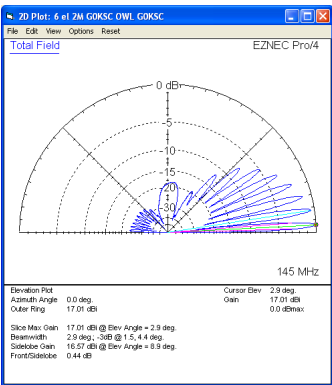 2D Plot: 6 el 2M G0KSC OWL G0KSC
File Edit View Options Reset
Total Field
EZNEC Pro/4
0 dB
-5
-10
-15
-20
-30
145 MHz
Elevation Plot
Cursor Elev 2.9 deg.
Azimuth Angle 0.0 deg.
Gain 17.01 dBi
Outer Ring 17.01 dBi
0.0 dBmax
Slice Max Gain 17.01 dBi @ Elev Angle = 2.9 deg.
Beamwidth 2.9 deg.; -3dB @ 1.5, 4.4 deg.
Sidelobe Gain 16.57 dBi @ Elev Angle = 8.9 deg.
Front/Sidelobe 0.44 dB